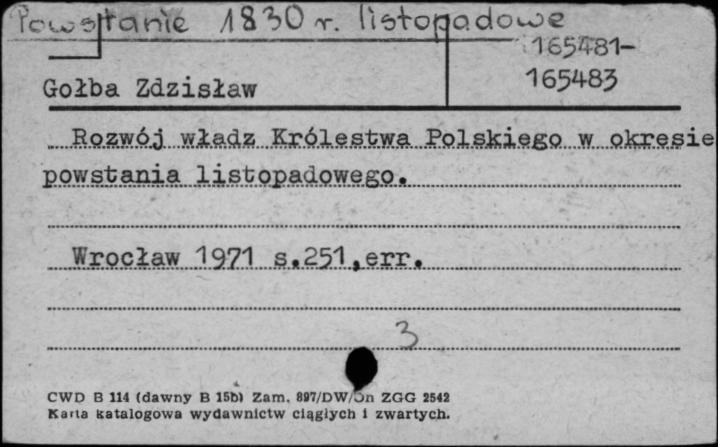 Powstanie 1830 r. listopadowe
165481-
165483
Gołba Zdzisław
Rozwój władz Królestwa Polskiego w okresie
powstania listopadowego.
Wrocław 1971 s.251,err.
3
CWD B 114 (dawny B 15b) Zam. 897/DW/Dn ZGG 2542
Karta katalogowa wydawnictw ciągłych i zwartych.